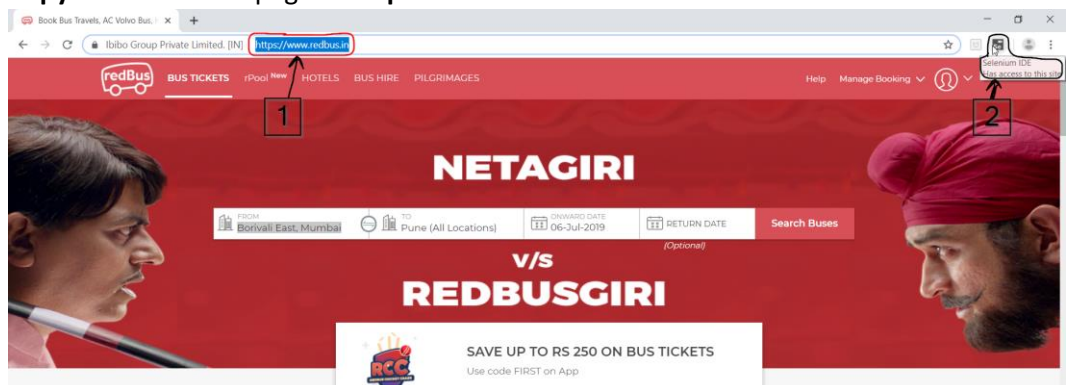 Book Bus Travels, AC Volvo Bus,
Ibibo Group Private Limited. [IN] https://www.redbus.in
Selenium IDE
Has access to this site
redBus BUS TICKETS rPool New HOTELS BUS HIRE PILGRIMAGES Help Manage Booking
1
2
NETAGIRI
FROM
Borivali East, Mumbai
TO
Pune (All Locations)
ONWARD DATE
06-Jul-2019
RETURN DATE
(Optional)
Search Buses
V/S
REDBUSGIRI
RCC
SAVE UP TO RS 250 ON BUS TICKETS
Use code FIRST on App